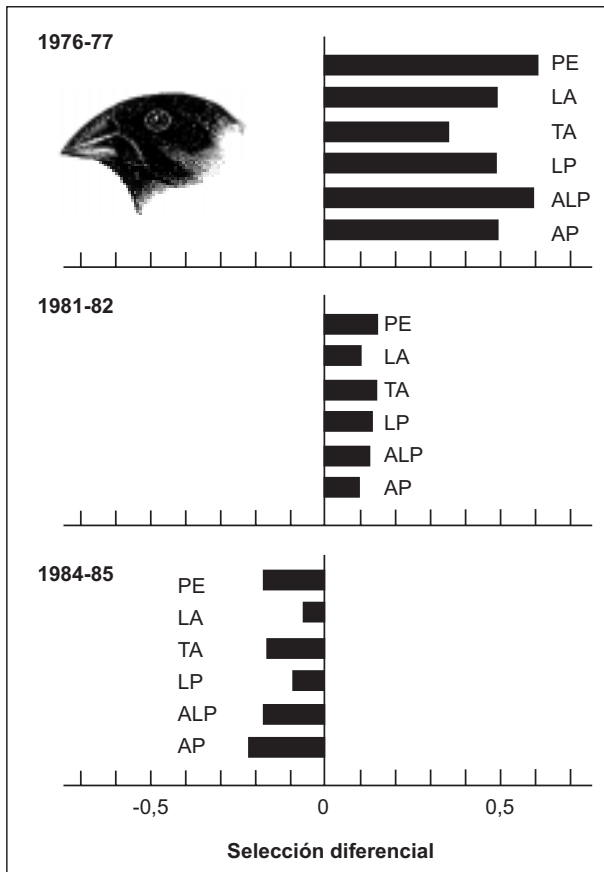 1976-77
PE
LA
TA
LP
ALP
AP
1981-82
PE
LA
TA
LP
ALP
AP
1984-85
PE
LA
TA
LP
ALP
AP
-0,5 0 0,5
Selección diferencial